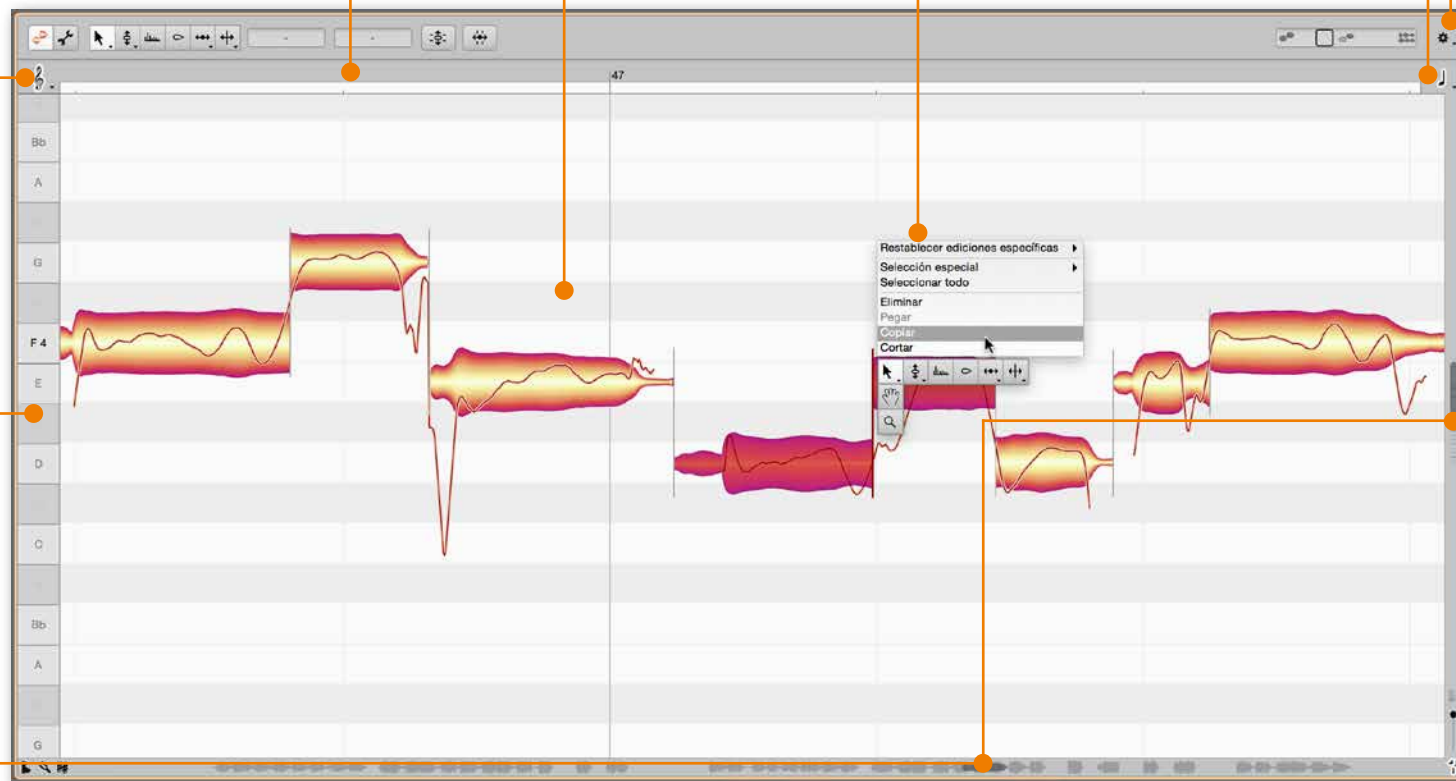 47
Bb
A
G
F 4
E
D
C
Bb
A
G
Restablecer ediciones específicas
Selección especial
Seleccionar todo
Eliminar
Pegar
Copiar
Cortar